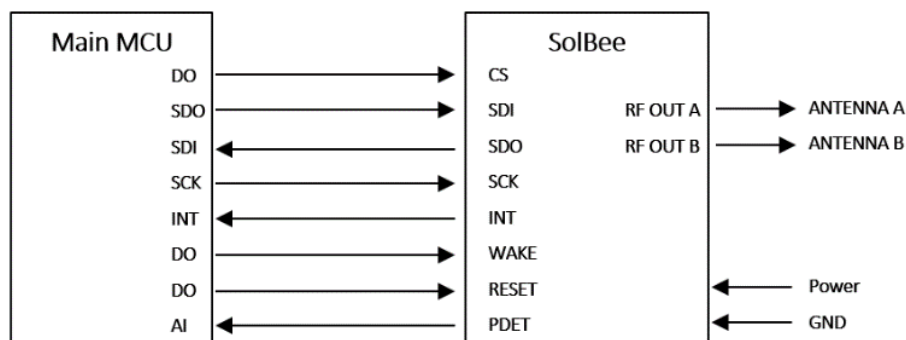 Main MCU SolBee
DO CS
SDO SDI RF OUT A ANTENNA A
SDI SDO RF OUT B ANTENNA B
SCK SCK
INT INT
DO WAKE
DO RESET Power
AI PDET GND